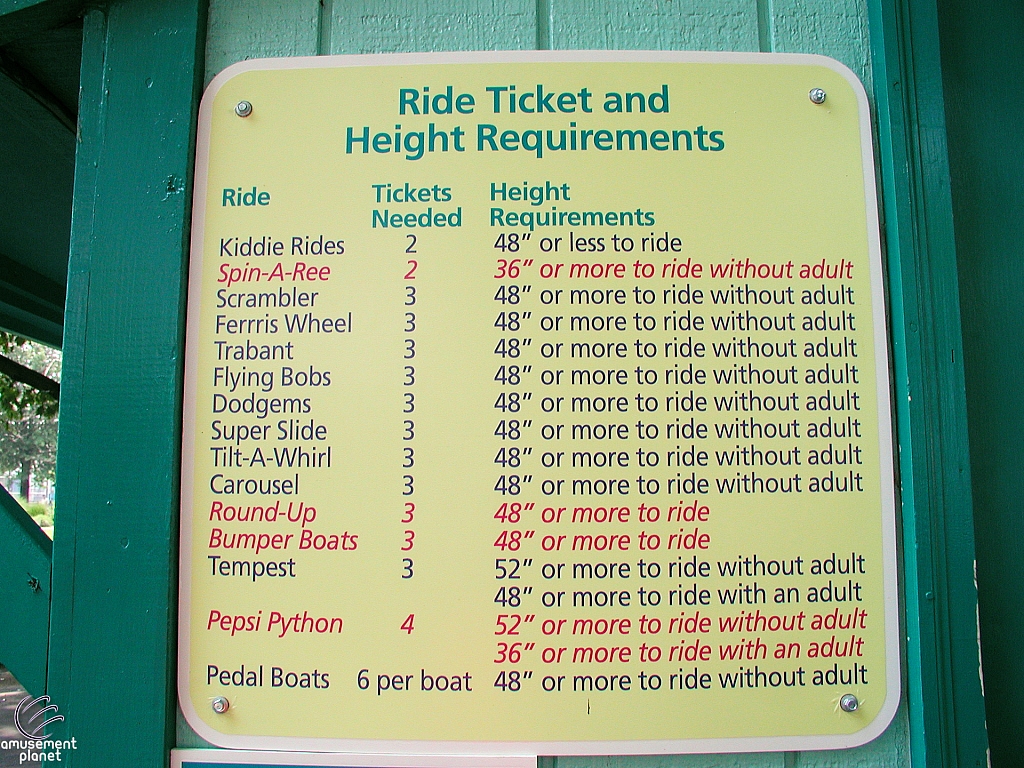 Ride Ticket and
Height Requirements
Ride Tickets Needed Height Requirements
Kiddie Rides 2 48" or less to ride
Spin-A-Ree 2 36" or more to ride without adult
Scrambler 3 48" or more to ride without adult
Ferrris Wheel 3 48" or more to ride without adult
Trabant 3 48" or more to ride without adult
Flying Bobs 3 48" or more to ride without adult
Dodgems 3 48" or more to ride without adult
Super Slide 3 48" or more to ride without adult
Tilt-A-Whirl 3 48" or more to ride without adult
Carousel 3 48" or more to ride without adult
Round-Up 3 48" or more to ride
Bumper Boats 3 48" or more to ride
Tempest 3 52" or more to ride without adult
48" or more to ride with an adult
Pepsi Python 4 52" or more to ride without adult
36" or more to ride with an adult
Pedal Boats 6 per boat 48" or more to ride without adult
amusement
planet